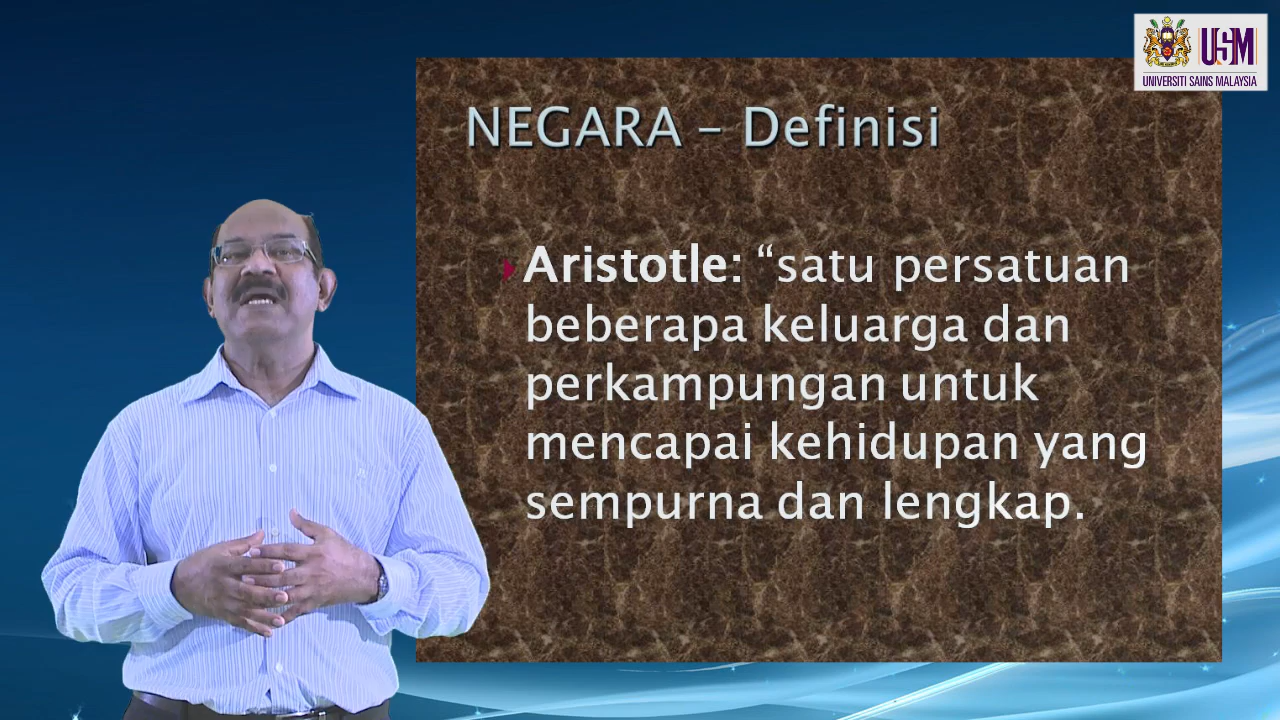 USM
UNIVERSITI SAINS MALAYSIA
NEGARA – Definisi
Aristotle: “satu persatuan
beberapa keluarga dan
perkampungan untuk
mencapai kehidupan yang
sempurna dan lengkap.